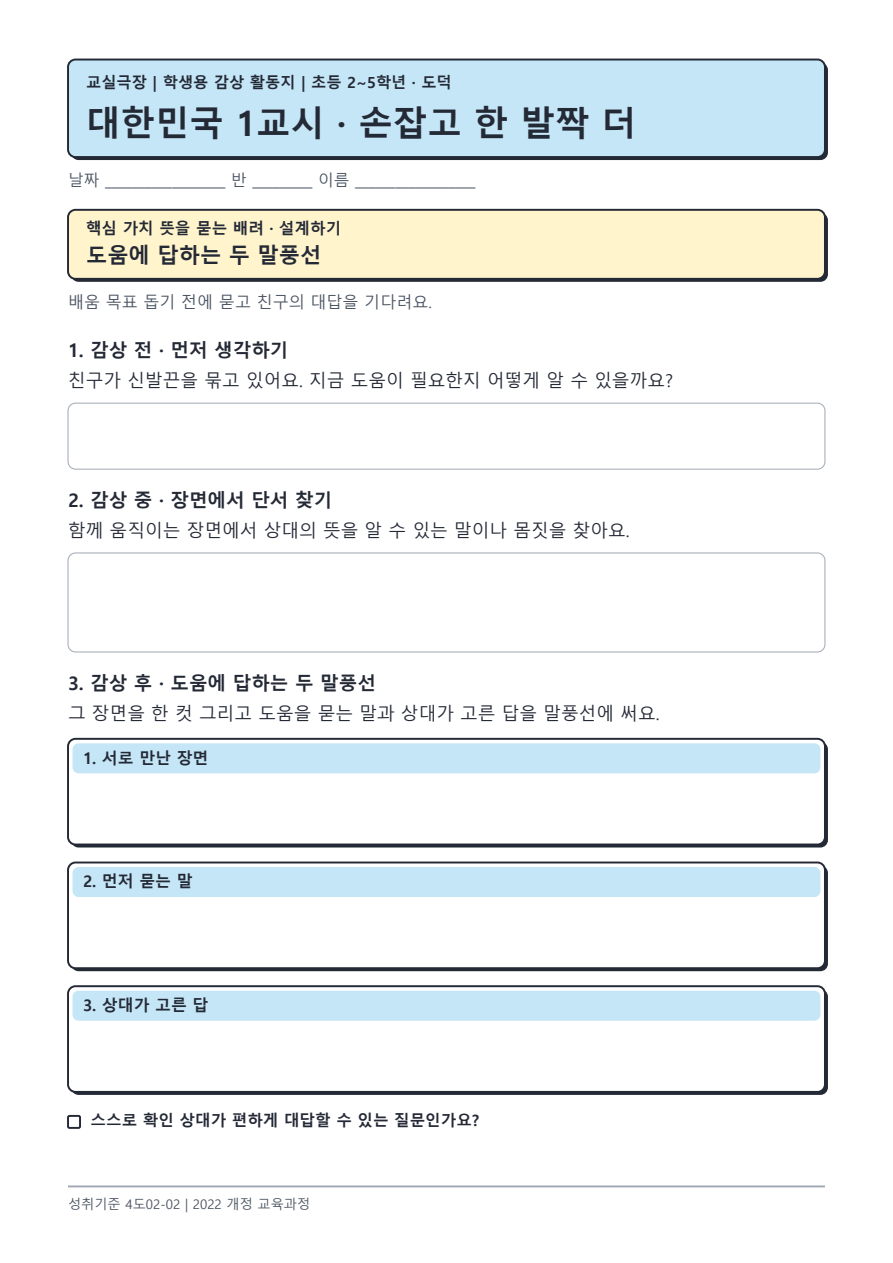 교실극장 | 학생용 감상 활동지 | 초등 2~5학년 · 도덕
대한민국 1교시 · 손잡고 한 발짝 더
날짜 _______________ 반 _______ 이름 _______________
핵심 가치 뜻을 묻는 배려 · 설계하기
도움에 답하는 두 말풍선
배움 목표 돕기 전에 묻고 친구의 대답을 기다려요.
1. 감상 전 · 먼저 생각하기
친구가 신발끈을 묶고 있어요. 지금 도움이 필요한지 어떻게 알 수 있을까요?
2. 감상 중 · 장면에서 단서 찾기
함께 움직이는 장면에서 상대의 뜻을 알 수 있는 말이나 몸짓을 찾아요.
3. 감상 후 · 도움에 답하는 두 말풍선
그 장면을 한 컷 그리고 도움을 묻는 말과 상대가 고른 답을 말풍선에 써요.
1. 서로 만난 장면
2. 먼저 묻는 말
3. 상대가 고른 답
스스로 확인 상대가 편하게 대답할 수 있는 질문인가요?
성취기준 4도02-02 | 2022 개정 교육과정